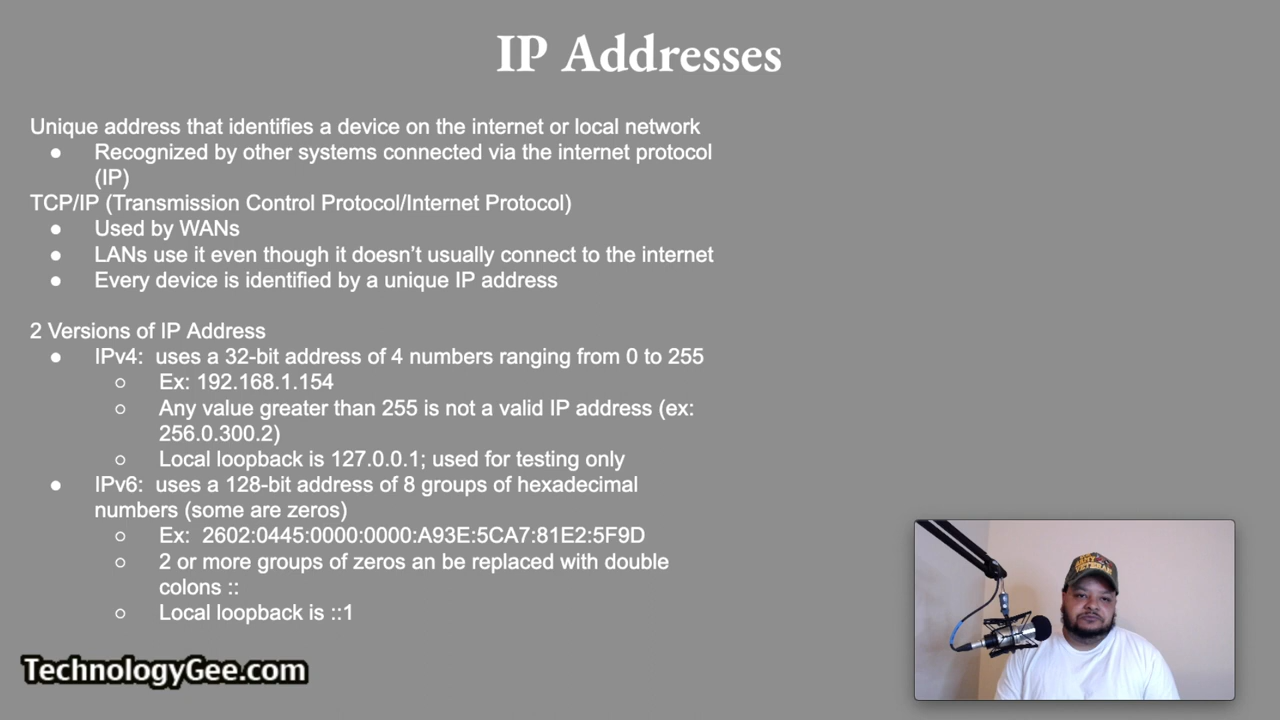 IP Addresses
Unique address that identifies a device on the internet or local network
● Recognized by other systems connected via the internet protocol
(IP)
TCP/IP (Transmission Control Protocol/Internet Protocol)
● Used by WANs
● LANs use it even though it doesn’t usually connect to the internet
● Every device is identified by a unique IP address
2 Versions of IP Address
● IPv4:  uses a 32-bit address of 4 numbers ranging from 0 to 255
○ Ex: 192.168.1.154
○ Any value greater than 255 is not a valid IP address (ex:
256.0.300.2)
○ Local loopback is 127.0.0.1; used for testing only
● IPv6:  uses a 128-bit address of 8 groups of hexadecimal
numbers (some are zeros)
○ Ex:  2602:0445:0000:0000:A93E:5CA7:81E2:5F9D
○ 2 or more groups of zeros an be replaced with double
colons ::
○ Local loopback is ::1
TechnologyGee.com
ARMY
VETERAN